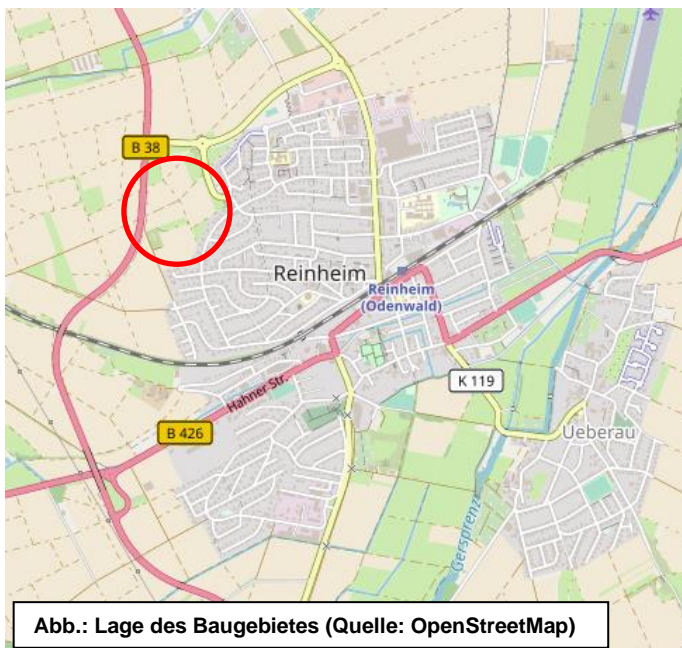 B 38
Reinheim
Reinheim
(Odenwald)
K 119
Hahner Str.
B 426
Ueberau
Gersprenz
Abb.: Lage des Baugebietes (Quelle: OpenStreetMap)